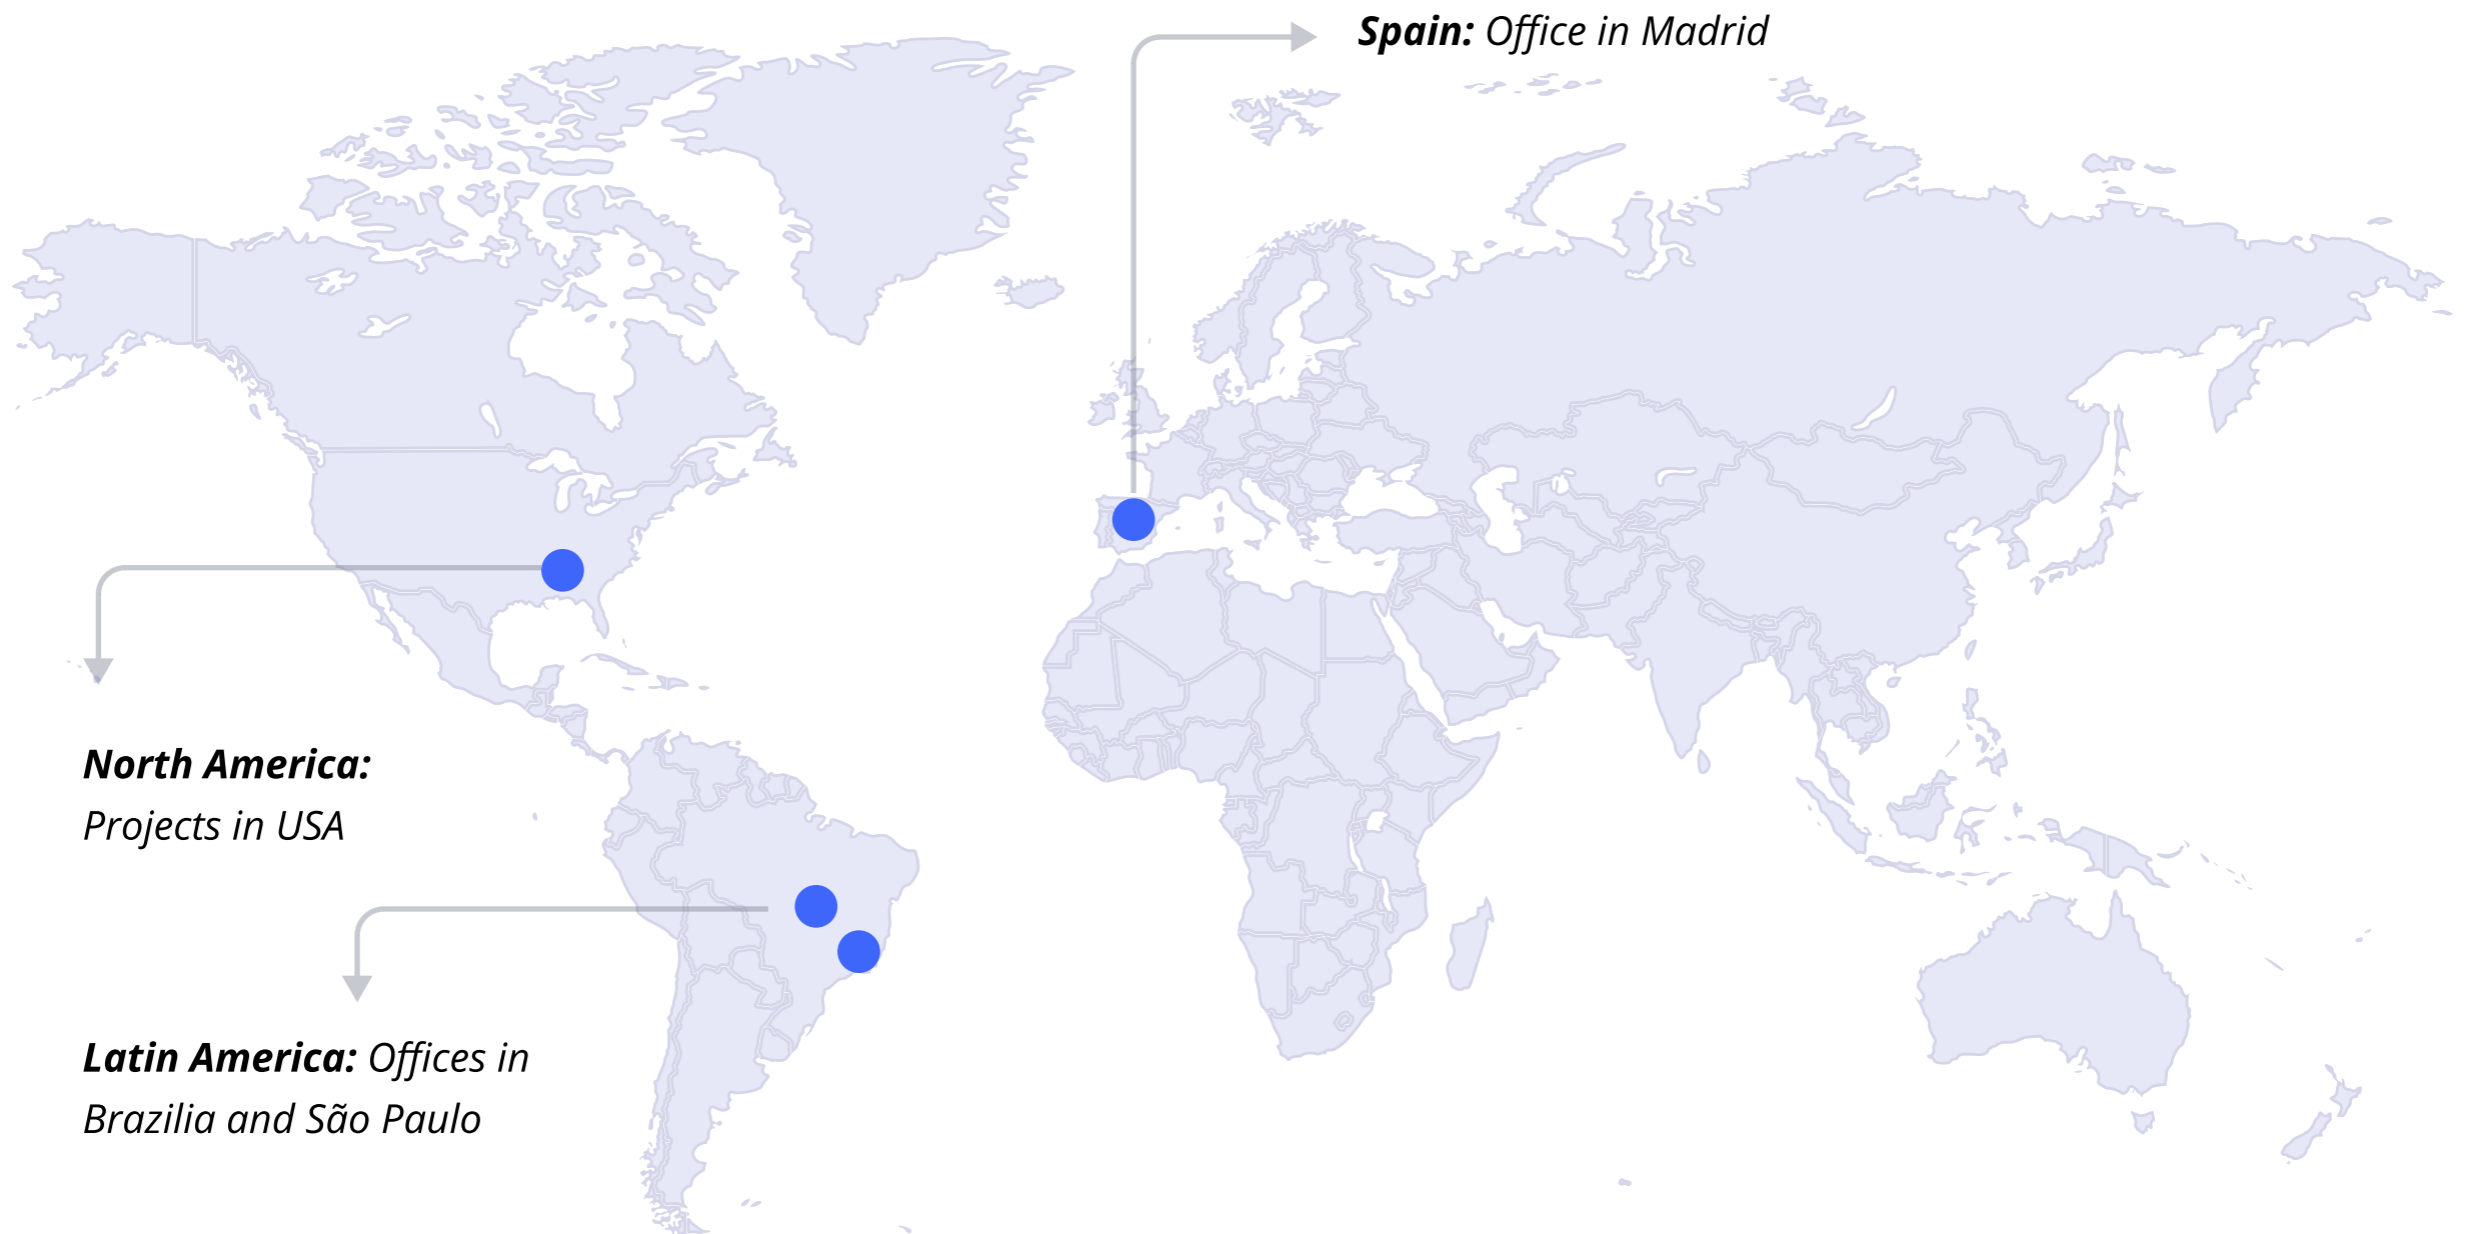 Spain: Office in Madrid
North America:
Projects in USA
Latin America: Offices in
Brazilia and São Paulo